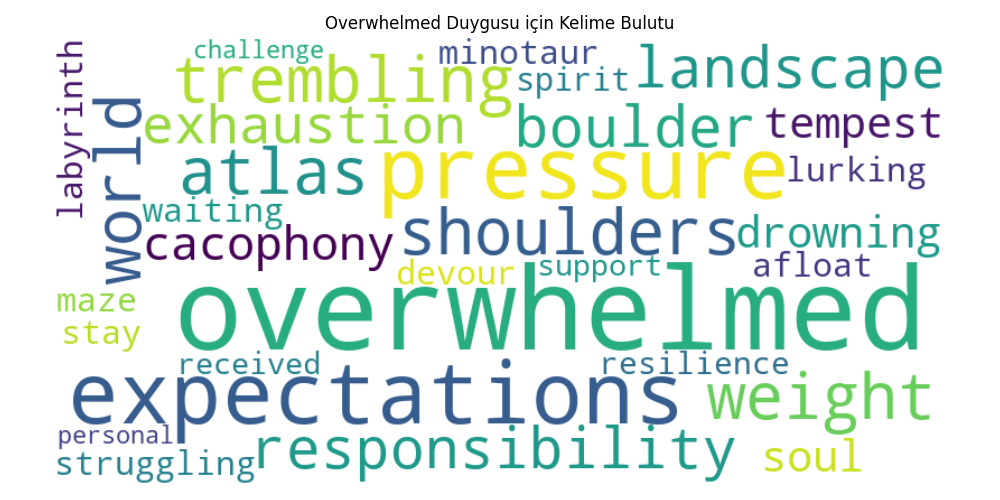 Overwhelmed Duygusu için Kelime Bulutu
challenge
minotaur
labyrinth
trembling
spirit
landscape
world
exhaustion
boulder
tempest
atlas
pressure
lurking
waiting
cacophony
shoulders
drowning
devour
support
afloat
maze
overwhelmed
stay
received
resilience
expectations
weight
personal
responsibility
struggling
soul